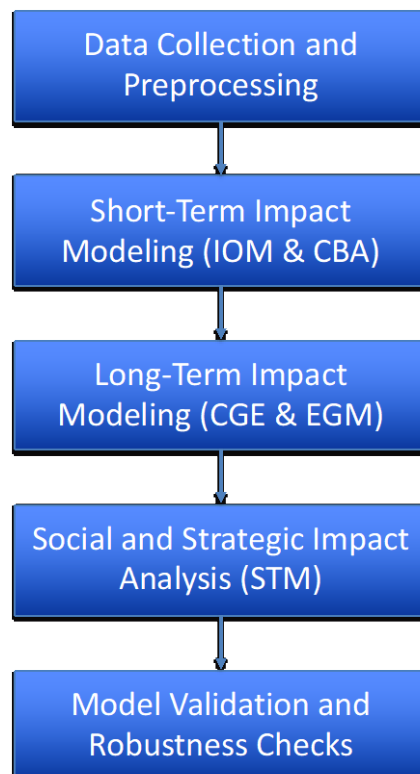 Data Collection and
Preprocessing
Short-Term Impact
Modeling (IOM & CBA)
Long-Term Impact
Modeling (CGE & EGM)
Social and Strategic Impact
Analysis (STM)
Model Validation and
Robustness Checks